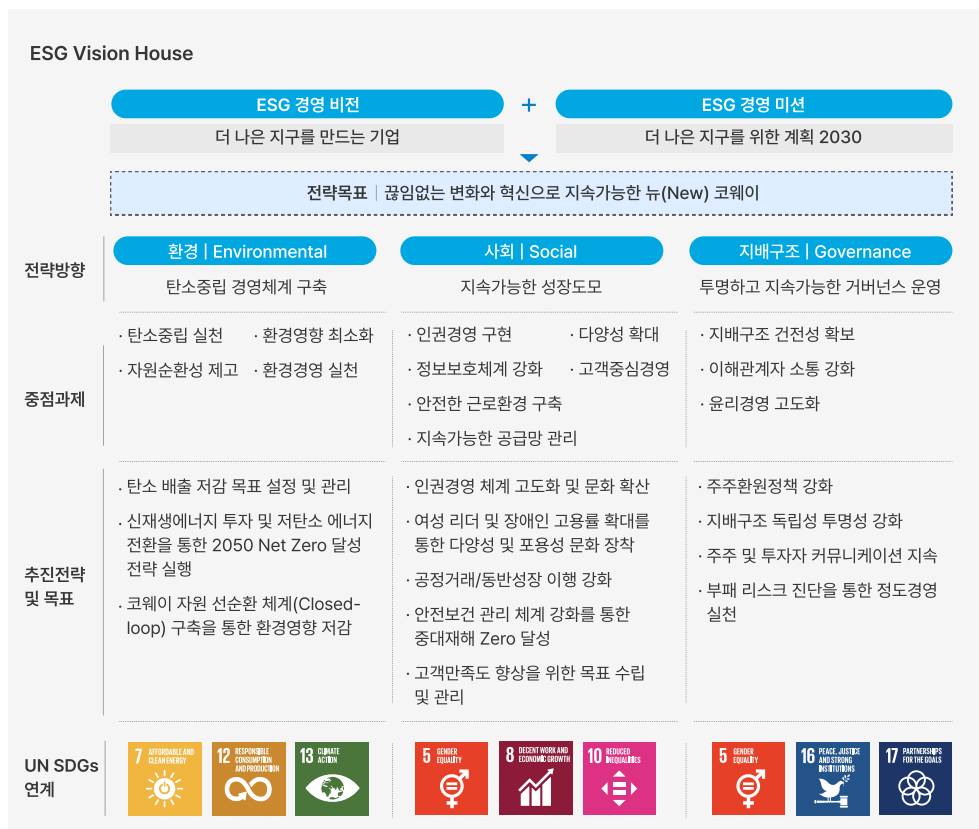 ESG Vision House
ESG 경영 비전
+
ESG 경영 미션
더 나은 지구를 만드는 기업
더 나은 지구를 위한 계획 2030
전략목표 | 끊임없는 변화와 혁신으로 지속가능한 뉴(New) 코웨이
전략방향
환경 | Environmental
탄소중립 경영체계 구축
사회 | Social
지속가능한 성장도모
지배구조 | Governance
투명하고 지속가능한 거버넌스 운영
중점과제
· 탄소중립 실천
· 환경영향 최소화
· 자원순환성 제고
· 환경경영 실천
· 인권경영 구현
· 다양성 확대
· 정보보호체계 강화
· 고객중심경영
· 안전한 근로환경 구축
· 지속가능한 공급망 관리
· 지배구조 건전성 확보
· 이해관계자 소통 강화
· 윤리경영 고도화
추진전략
및 목표
· 탄소 배출 저감 목표 설정 및 관리
· 신재생에너지 투자 및 저탄소 에너지
전환을 통한 2050 Net Zero 달성
전략 실행
· 코웨이 자원 선순환 체계(Closed-
loop) 구축을 통한 환경영향 저감
· 인권경영 체계 고도화 및 문화 확산
· 여성 리더 및 장애인 고용률 확대를
통한 다양성 및 포용성 문화 장착
· 공정거래/동반성장 이행 강화
· 안전보건 관리 체계 강화를 통한
중대재해 Zero 달성
· 고객만족도 향상을 위한 목표 수립
및 관리
· 주주환원정책 강화
· 지배구조 독립성 투명성 강화
· 주주 및 투자자 커뮤니케이션 지속
· 부패 리스크 진단을 통한 정도경영
실천
UN SDGs
연계
7 AFFORDABLE AND
CLEAN ENERGY
12 RESPONSIBLE
CONSUMPTION
AND PRODUCTION
13 CLIMATE
ACTION
5 GENDER
EQUALITY
8 DECENT WORK AND
ECONOMIC GROWTH
10 REDUCED
INEQUALITIES
5 GENDER
EQUALITY
16 PEACE, JUSTICE
AND STRONG
INSTITUTIONS
17 PARTNERSHIPS
FOR THE GOALS